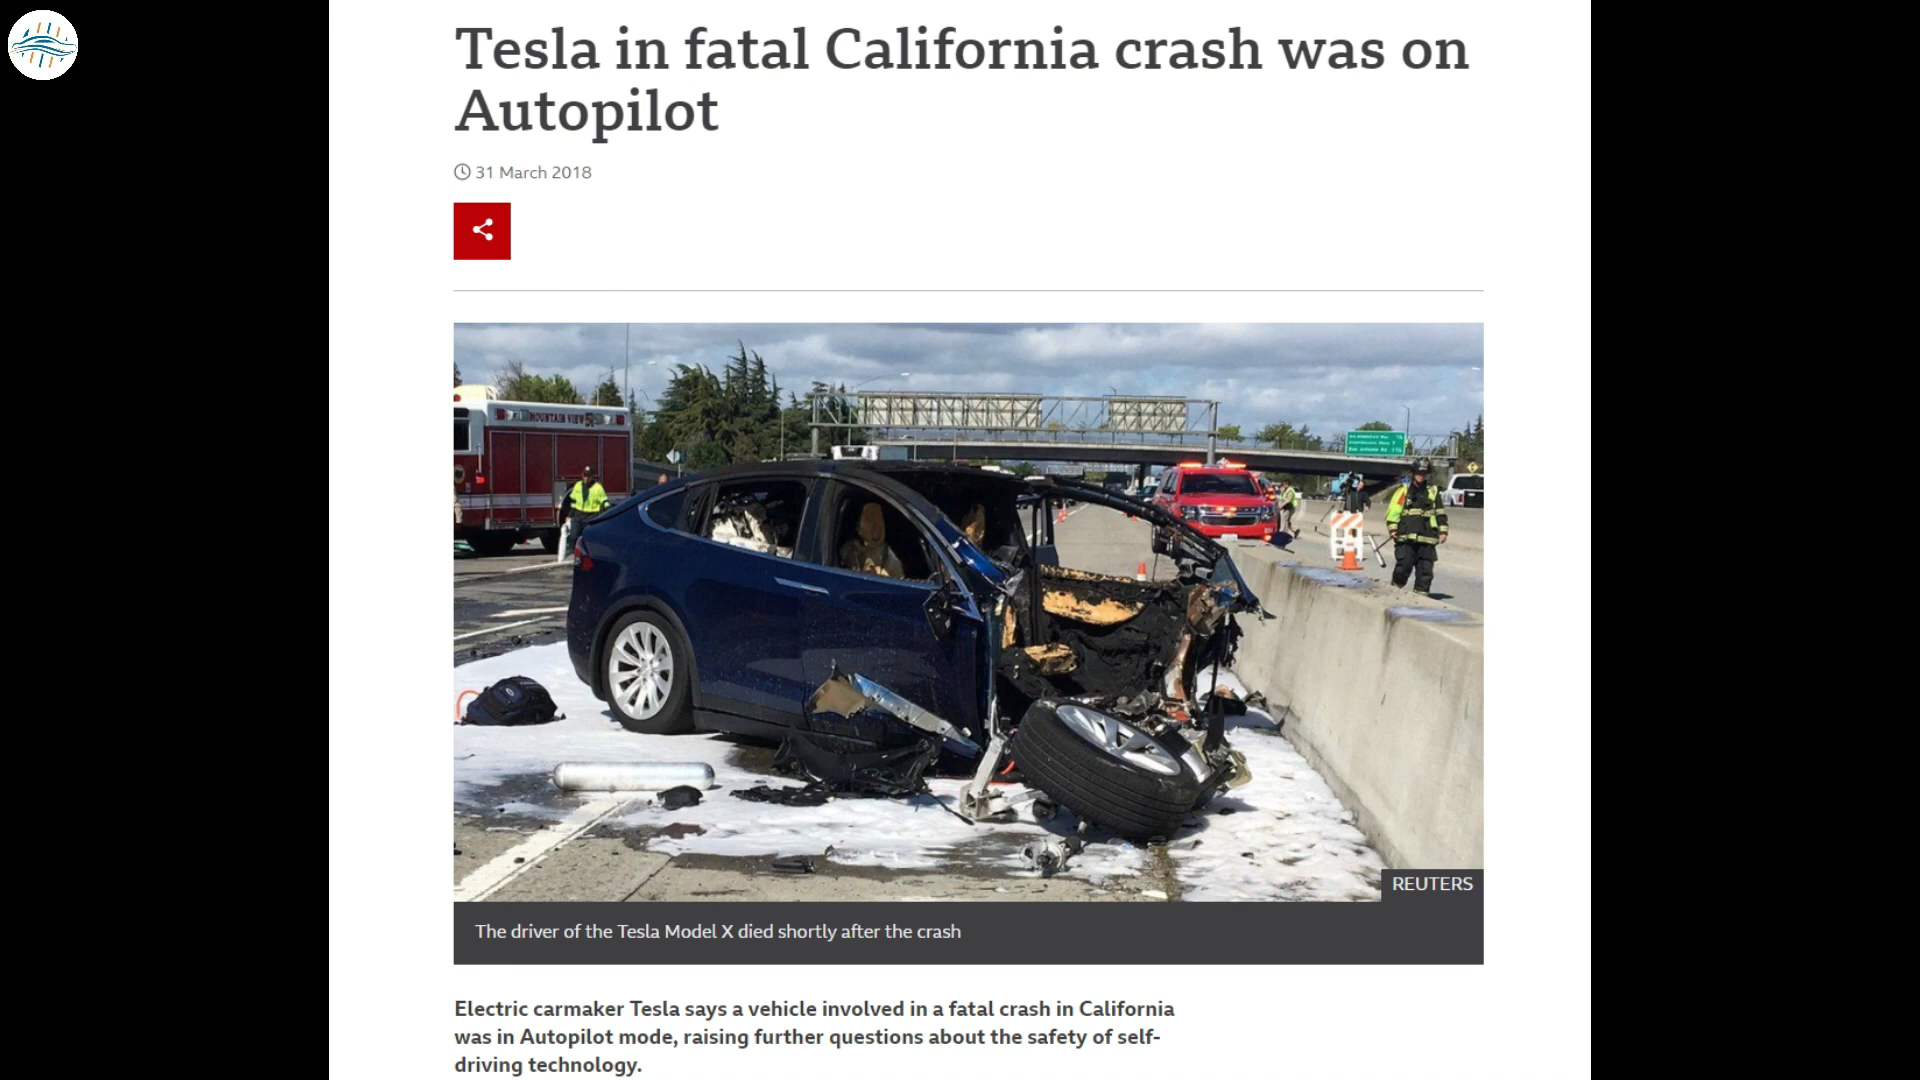 Tesla in fatal California crash was on
Autopilot
31 March 2018
MOUNTAIN VIEW
REUTERS
The driver of the Tesla Model X died shortly after the crash
Electric carmaker Tesla says a vehicle involved in a fatal crash in California
was in Autopilot mode, raising further questions about the safety of self-
driving technology.